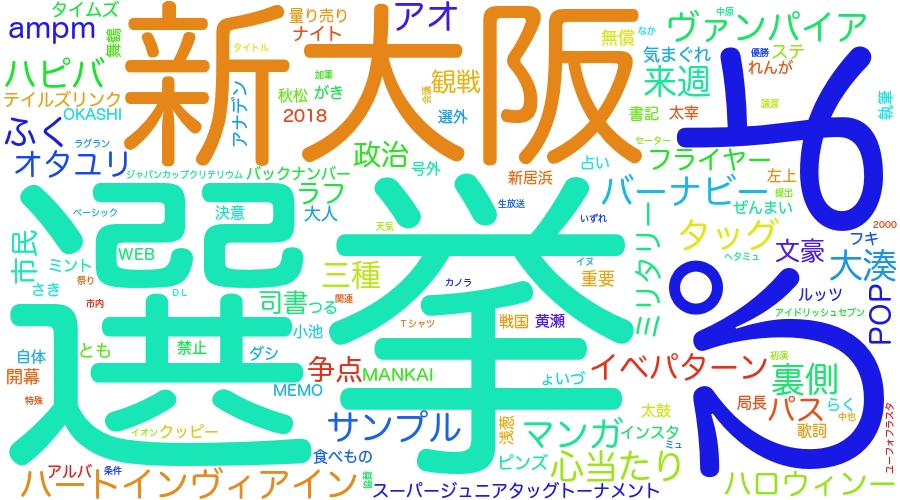 タイムズ
ampm
舞鶴
ハピバ
テイルズリンク
OKASHI
ふく
オタユリ
新大阪
量り売り
ナイト
アオ
タイトル
加筆
秋松
がき
2018
アナデン
ラグラン
観戦
会議
選外
ヴァンパイア
中原
なか
無償
優勝
ステ
気まぐれ
れんが
来週
譲渡
執筆
書記
太宰
セーター
ジャパンカップクリテリウム
バックナンバー
政治
号外
占い
フライヤー
左上
新居浜
バーナビー
提出
ぜんまい
ラフ
大人
生放送
いずれ
ベーシック
決意
天気
タッグ
2000
フキ
文豪
ヘタミュ
大湊
市民
WEB
ミント
祭り
さき
選挙
ぽる
三種
イヌ
カノラ
重要
ミリタリー
ルッツ
POP
アイドリッシュセブン
ＤＬ
司書
つる
関連
市内
小池
Ｔシャツ
戦国
黄瀬
とも
禁止
ダシ
自体
開幕
特殊
争点
MANKAI
MEMO
ょいづ
イベパターン
初演
裏側
局長
パス
らく
中也
歌詞
ユーフォフラスタ
イオン
クッピー
サンプル
浅葱
マンガ
インスタ
太鼓
ミュ
食べもの
アルバ
条件
ハートインヴィアイン
ピンズ
心当たり
ハロウィンー
スーパージュニアタッグトーナメント